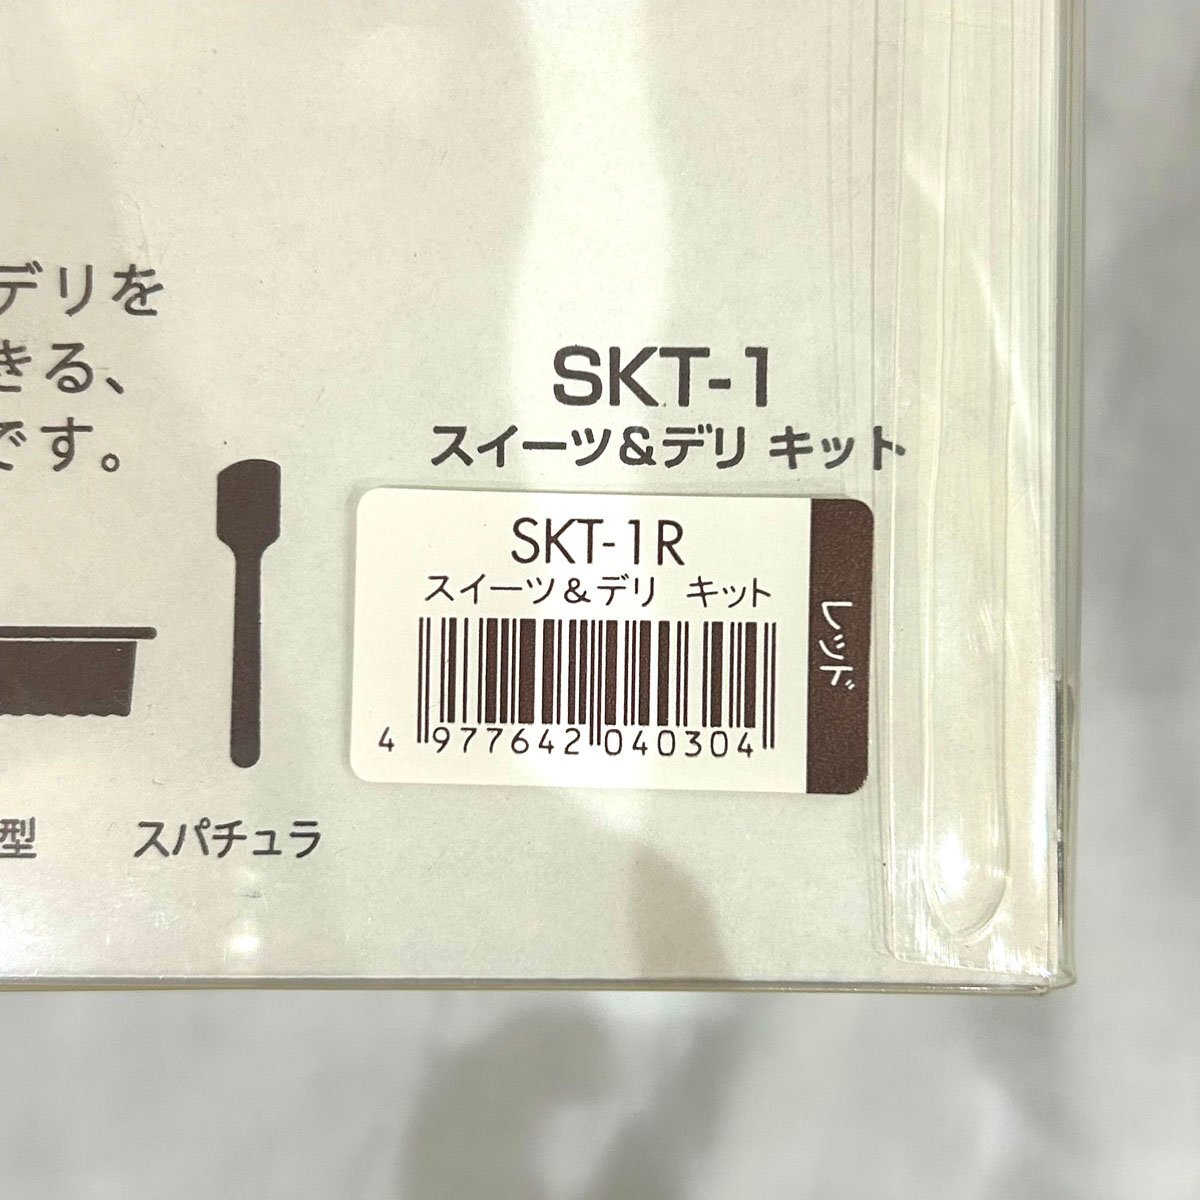 デリを
きる、
です。
SKT-1
スイーツ&デリ キット
SKT-1R
スイーツ&デリ キット
レッド
4 977642 040304
型
スパチュラ